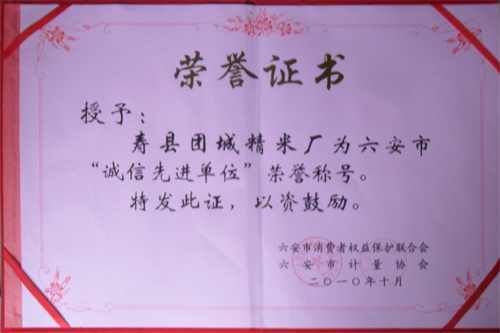 荣誉证书
授予：
寿县团城精米厂为六安市
“诚信先进单位”荣誉称号。
特发此证，以资鼓励。
六安市消费者权益保护联合会
六安市计量协会
二〇一〇年十月